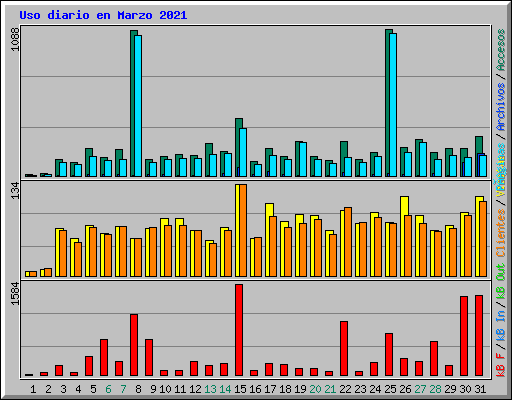 Uso diario en Marzo 2021
1088
134
1584
kB F / kB In / kB Out Clientes / Páginas / Archivos / Accesos
1 2 3 4 5 6 7 8 9 10 11 12 13 14 15 16 17 18 19 20 21 22 23 24 25 26 27 28 29 30 31